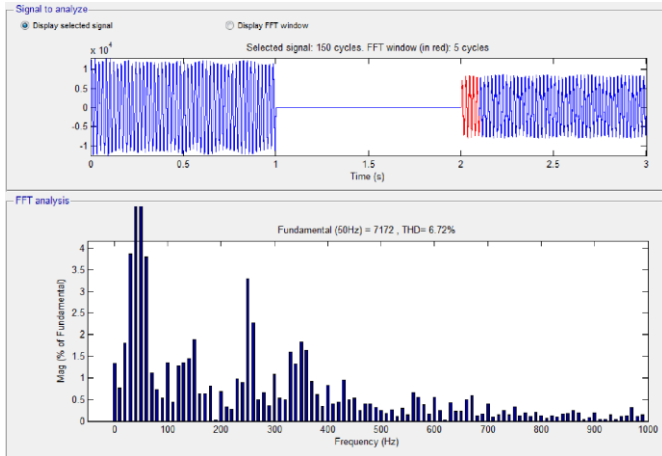 Signal to analyze
Display selected signal Display FFT window
x 10^4
Selected signal: 150 cycles. FFT window (in red): 5 cycles
1
0.5
0
-0.5
-1
0 0.5 1 1.5 2 2.5 3
Time (s)
FFT analysis
Fundamental (50Hz) = 7172 , THD= 6.72%
4
3.5
3
2.5
2
1.5
1
0.5
0
Mag (% of Fundamental)
0 100 200 300 400 500 600 700 800 900 1000
Frequency (Hz)